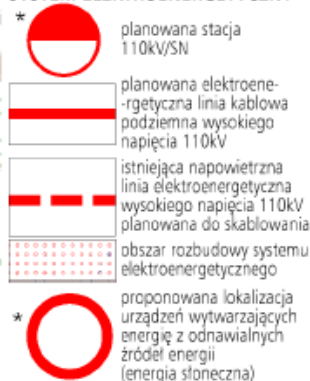 *
planowana stacja
110kV/SN
planowana elektroene-
-rgetyczna linia kablowa
podziemna wysokiego
napięcia 110kV
istniejąca napowietrzna
linia elektroenergetyczna
wysokiego napięcia 110kV
planowana do skablowania
obszar rozbudowy systemu
elektroenergetycznego
*
proponowana lokalizacja
urządzeń wytwarzających
energię z odnawialnych
źródeł energii
(energia słoneczna)